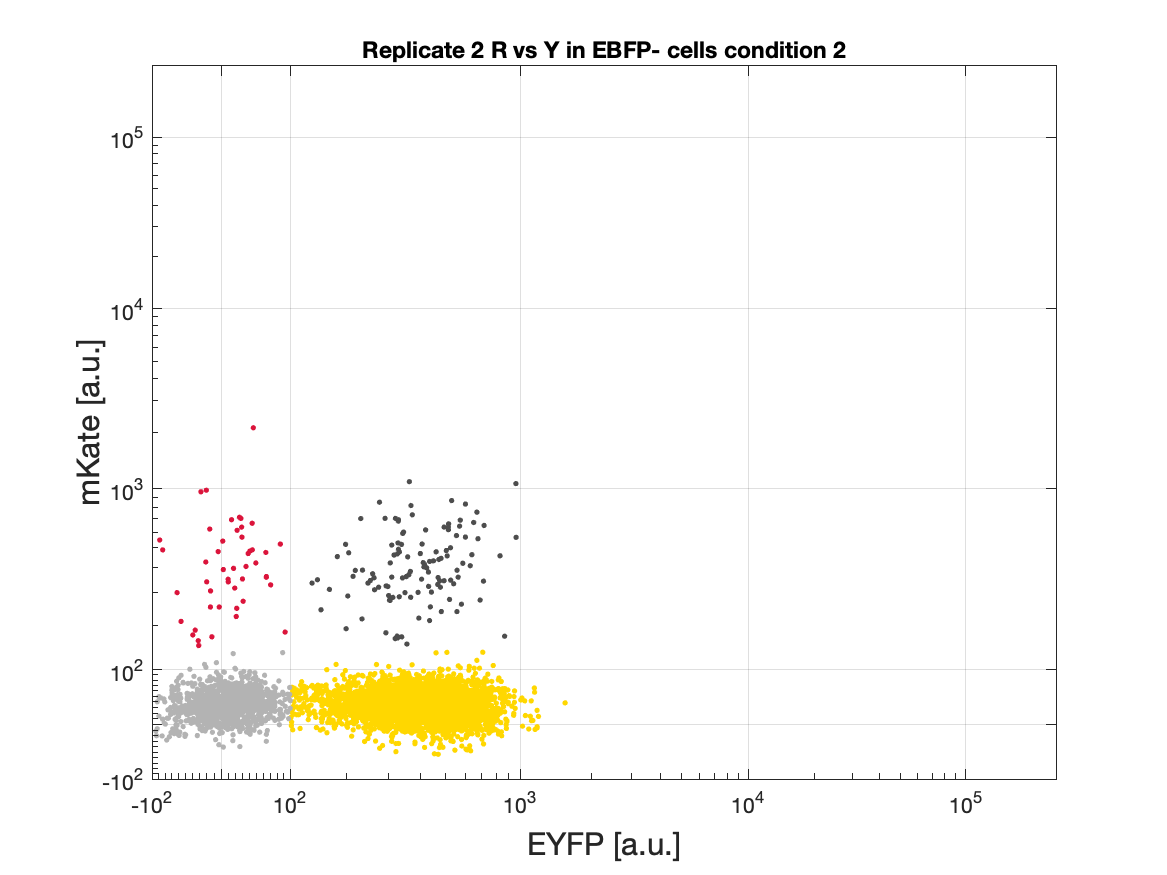 Replicate 2 R vs Y in EBFP- cells condition 2
10^5
10^4
10^3
10^2
-10^2
mKate [a.u.]
-10^2 10^2 10^3 10^4 10^5
EYFP [a.u.]